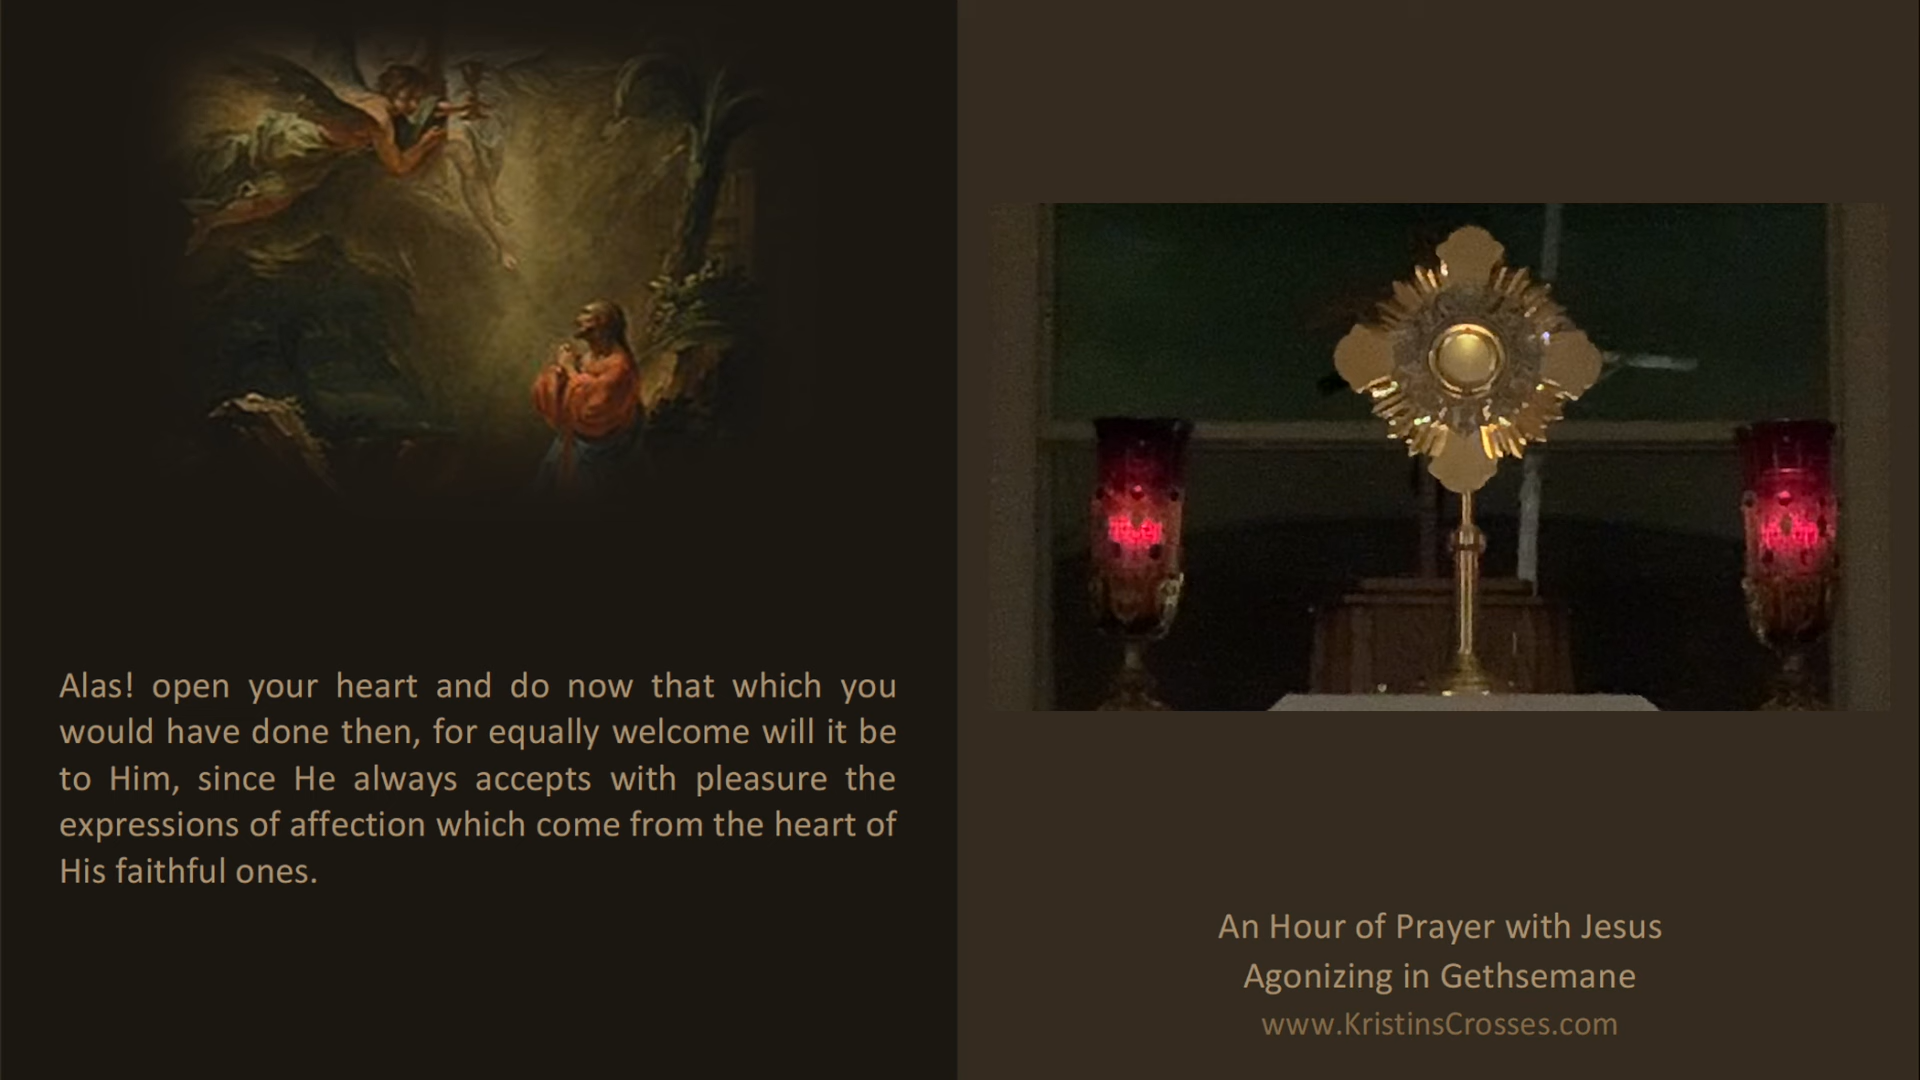 Alas! open your heart and do now that which you
would have done then, for equally welcome will it be
to Him, since He always accepts with pleasure the
expressions of affection which come from the heart of
His faithful ones.
An Hour of Prayer with Jesus
Agonizing in Gethsemane
www.KristinsCrosses.com